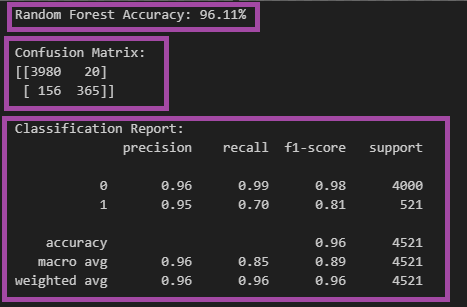 Random Forest Accuracy: 96.11%
Confusion Matrix:
[[3980   20]
 [ 156  365]]
Classification Report:
              precision    recall  f1-score   support

           0       0.96      0.99      0.98      4000
           1       0.95      0.70      0.81       521

    accuracy                           0.96      4521
   macro avg       0.96      0.85      0.89      4521
weighted avg       0.96      0.96      0.96      4521